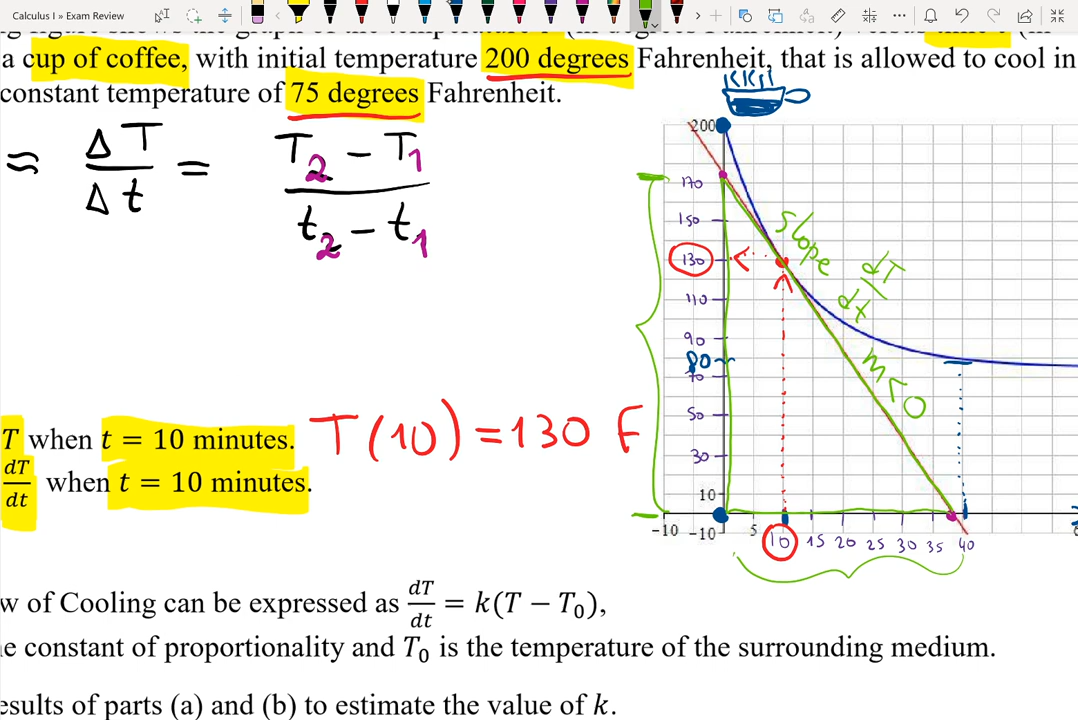 Calculus I » Exam Review
a cup of coffee, with initial temperature 200 degrees Fahrenheit, that is allowed to cool in
constant temperature of 75 degrees Fahrenheit.
≈ ΔT/Δt = T₂ − T₁ / t₂ − t₁
200
170
150
130
110
90
80
70
50
30
10
-10
-10 5 10 15 20 25 30 35 40
slope
dT
m<0
T when t = 10 minutes. T(10) = 130 F
dT/dt when t = 10 minutes.
w of Cooling can be expressed as dT/dt = k(T − T₀),
e constant of proportionality and T₀ is the temperature of the surrounding medium.
esults of parts (a) and (b) to estimate the value of k.